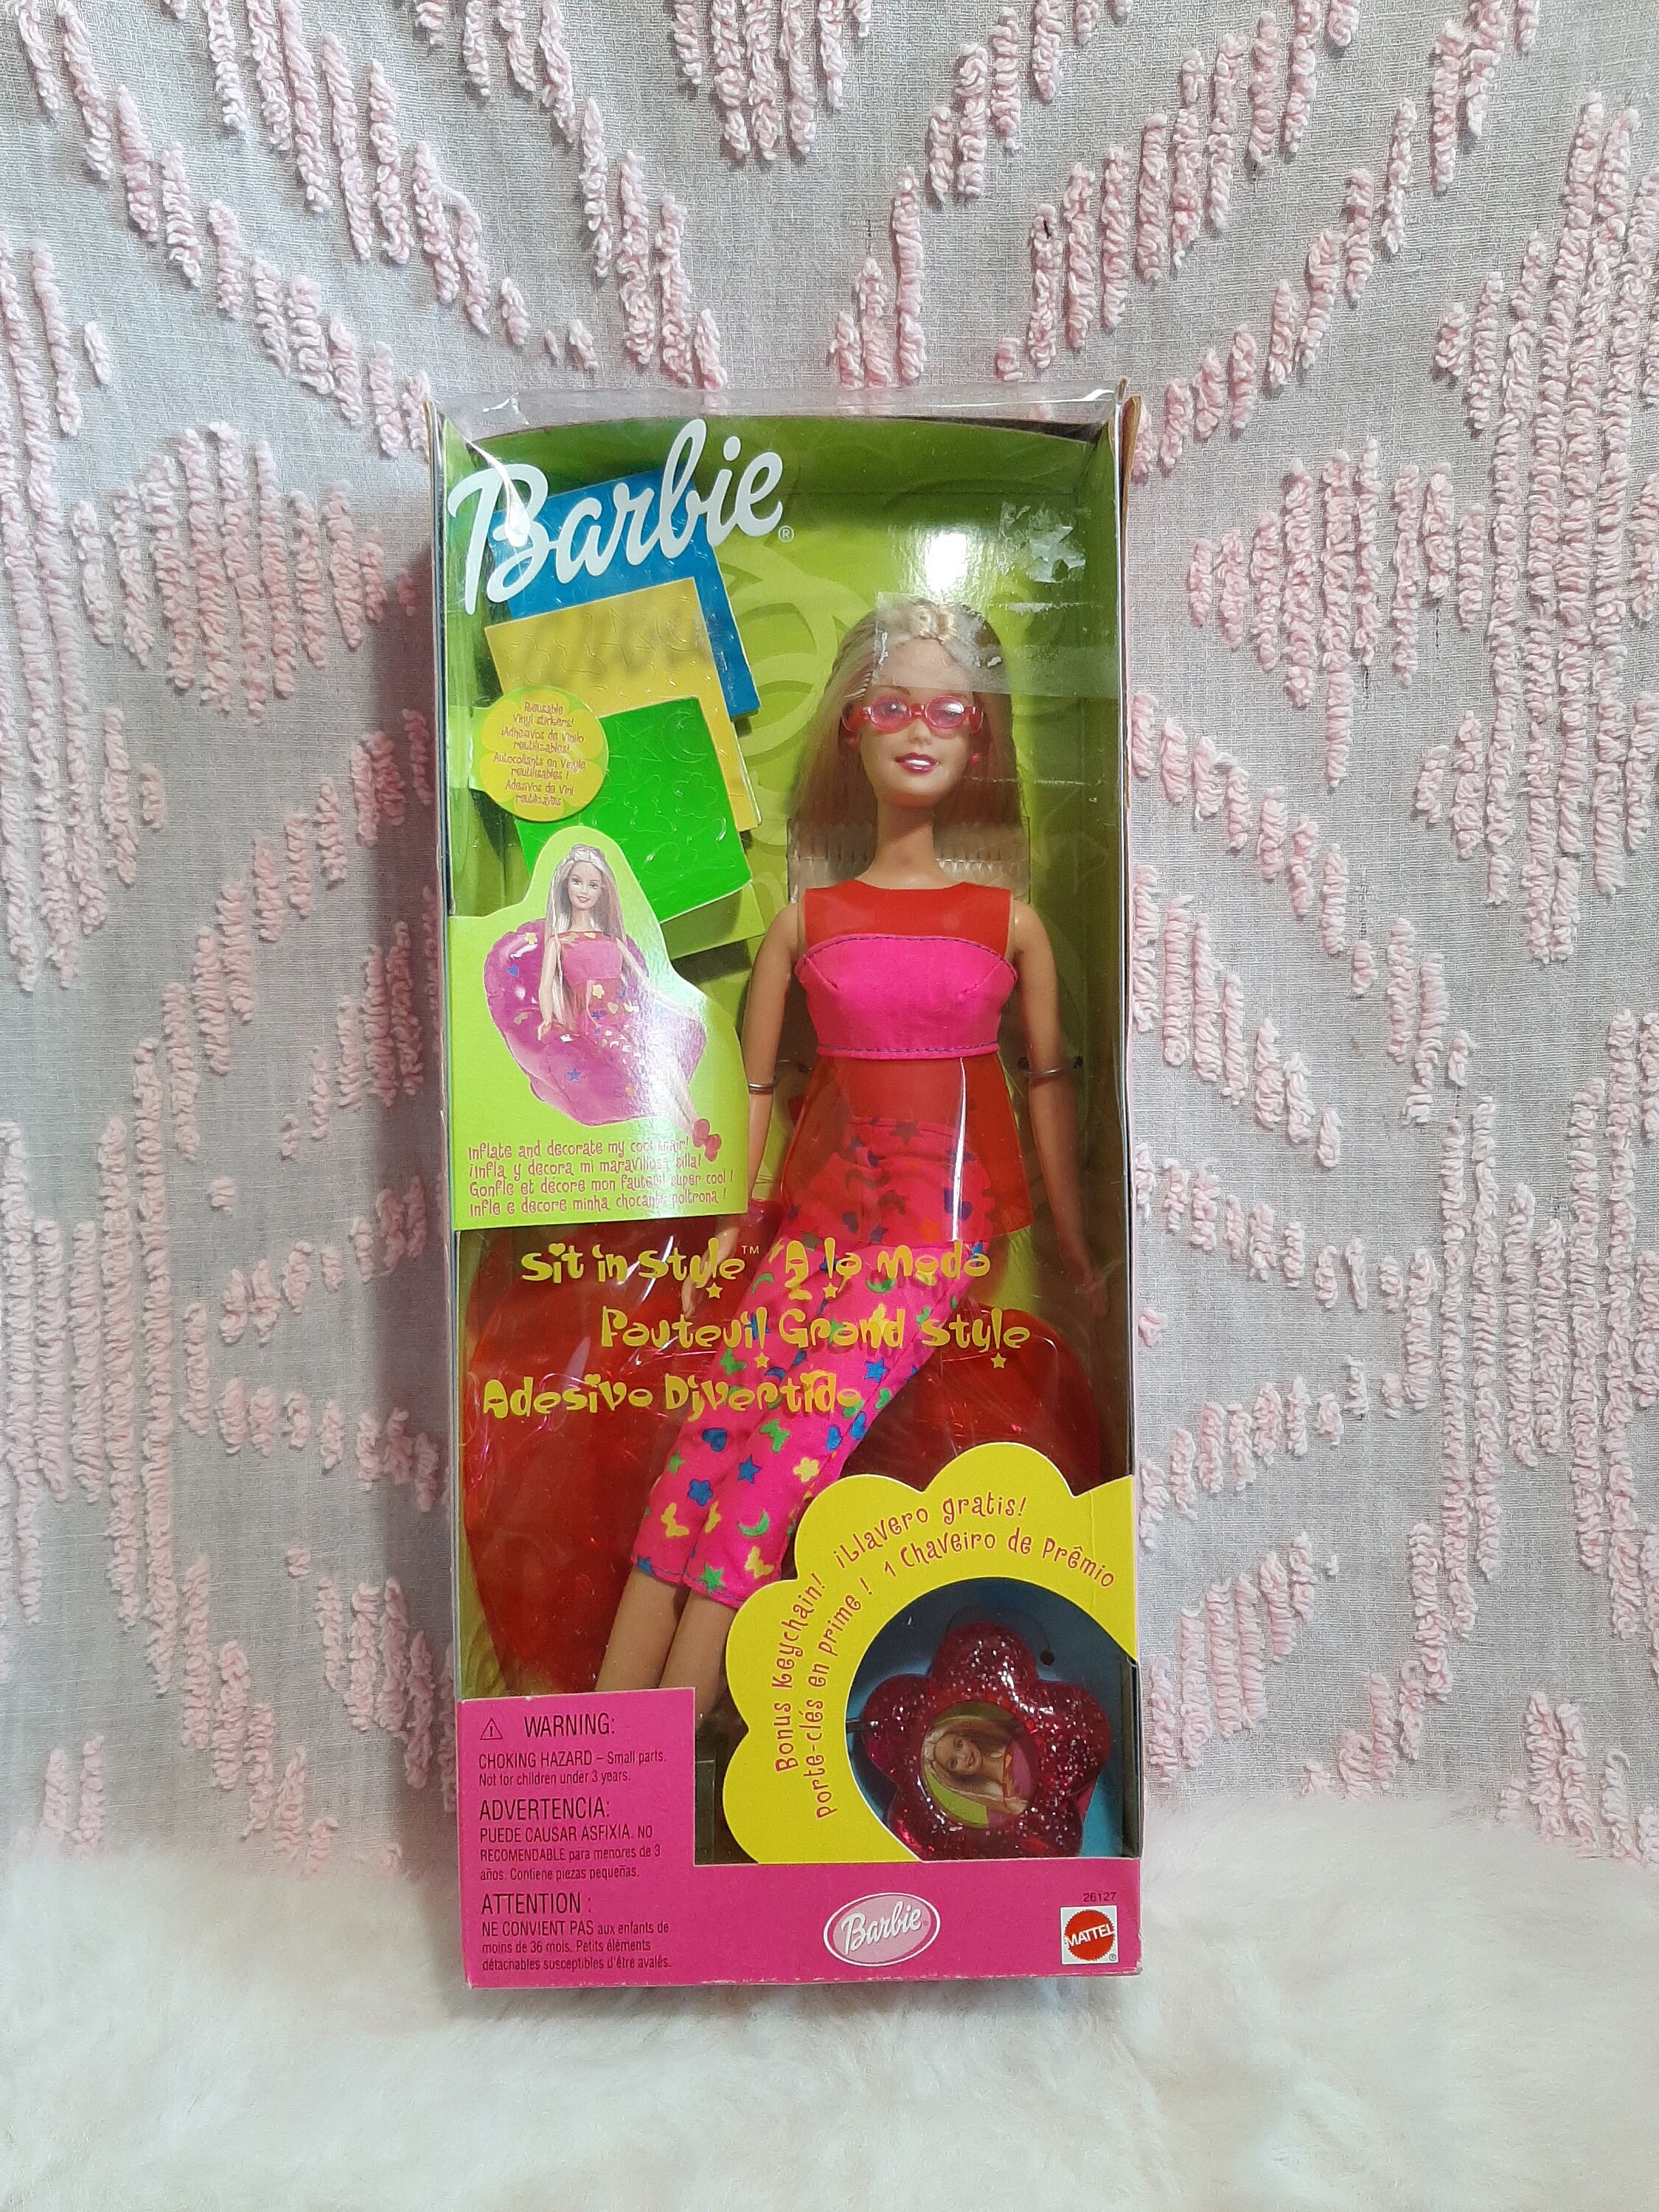 Barbie®
Reusable
Vinyl stickers!
¡Adhesivos de Vinilo
reutilizables!
Autocollants en Vinyle
réutilisables !
Adesivos de Vinil
reutilizáveis
Inflate and decorate my cool chair!
¡Infla y decora mi maravillosa silla!
Gonfle et décore mon fauteuil super cool !
Infle e decore minha chocante poltrona !
Sit in Style™ A la Moda
Fauteuil Grand Style
Adesivo Divertido
Bonus Keychain! ¡Llavero gratis!
porte-clés en prime ! 1 Chaveiro de Prêmio
⚠ WARNING:
CHOKING HAZARD – Small parts.
Not for children under 3 years.
ADVERTENCIA:
PUEDE CAUSAR ASFIXIA. NO
RECOMENDABLE para menores de 3
años. Contiene piezas pequeñas.
ATTENTION :
NE CONVIENT PAS aux enfants de
moins de 36 mois. Petits éléments
détachables susceptibles d'être avalés.
Barbie®
26127
MATTEL
®